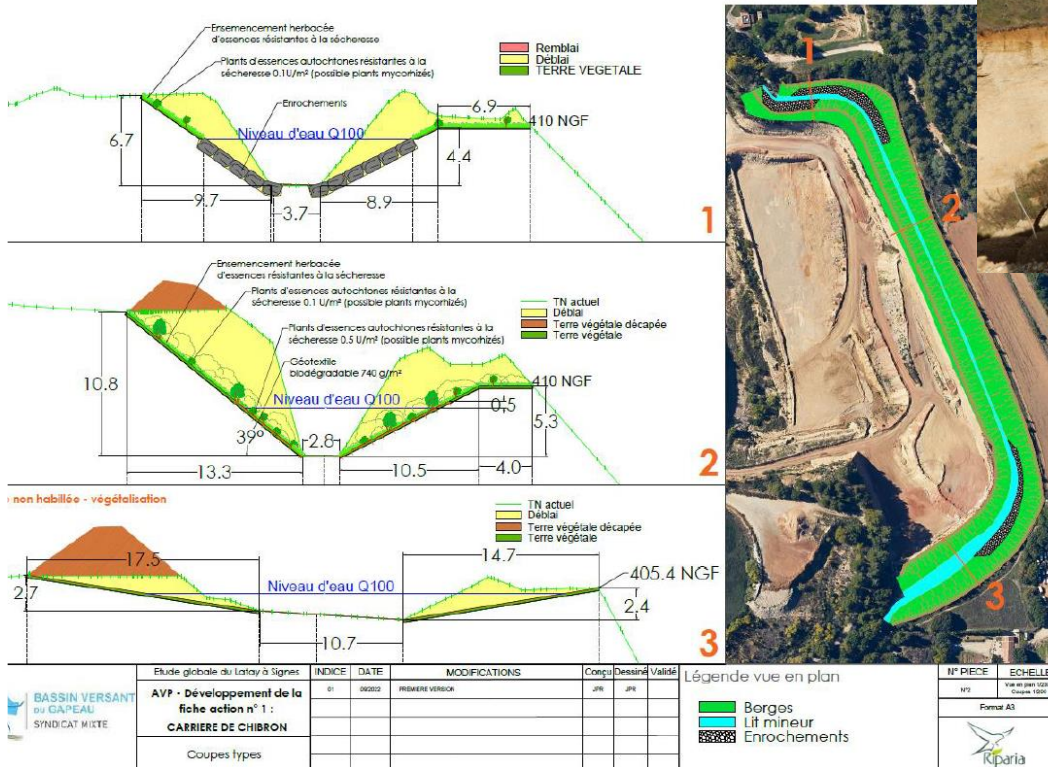 Ensemencement herbacée
d'essences résistantes à la sécheresse
Plants d'essences autochtones résistantes à la
sécheresse 0.1U/m² (possible plants mycorhizés)
Enrochements
Remblai
Déblai
TERRE VEGETALE
6.9
410 NGF
Niveau d'eau Q100
6.7
4.4
9.7
3.7
8.9
1
Ensemencement herbacée
d'essences résistantes à la sécheresse
Plants d'essences autochtones résistantes à la
sécheresse 0.1 U/m² (possible plants mycorhizés)
Plants d'essences autochtones résistantes à la
sécheresse 0.5 U/m² (possible plants mycorhizés)
Géotextile
biodégradable 740 g/m²
TN actuel
Déblai
Terre végétale décapée
Terre végétale
10.8
Niveau d'eau Q100
410 NGF
0.5
5.3
39°
2.8
13.3
10.5
4.0
2
non habillée - végétalisation
TN actuel
Déblai
Terre végétale décapée
Terre végétale
17.5
14.7
Niveau d'eau Q100
405.4 NGF
2.7
2.4
10.7
3
1
2
3
BASSIN VERSANT
DU GAPEAU
SYNDICAT MIXTE
Etude globale du Latay à Signes
AVP - Développement de la
fiche action n° 1 :
CARRIERE DE CHIBRON
Coupes types
INDICE DATE MODIFICATIONS Conçu Dessiné Validé
01 09/2022 PREMIERE VERSION JPR JPR
Légende vue en plan
Berges
Lit mineur
Enrochements
N° PIECE ECHELLE
N°2
Format A3
Riparia